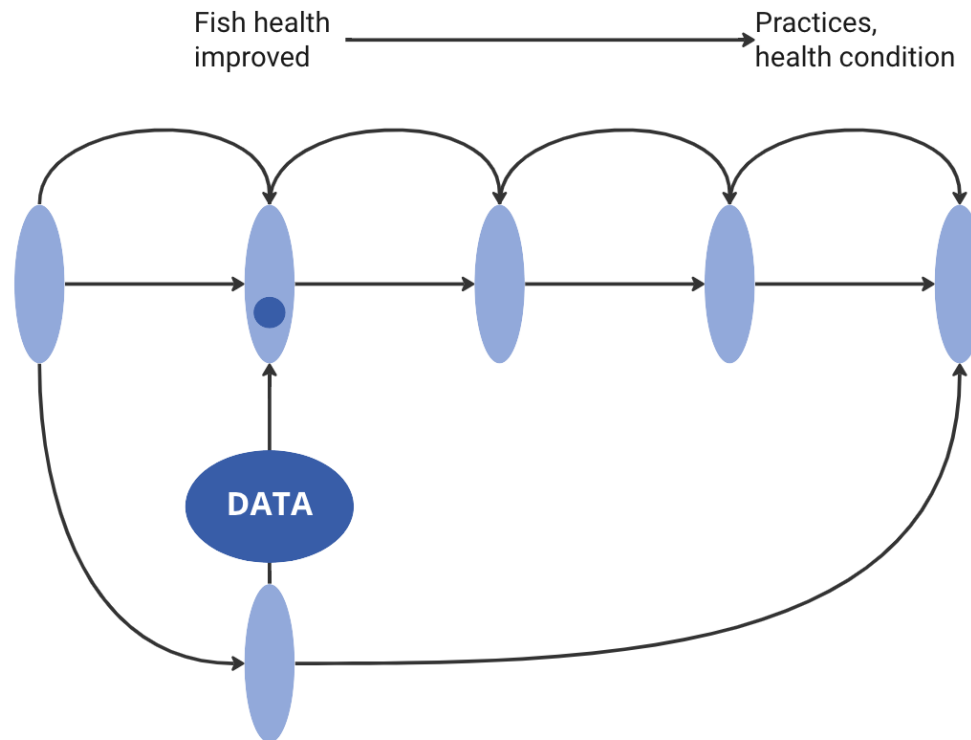 Fish health
improved
Practices,
health condition
DATA